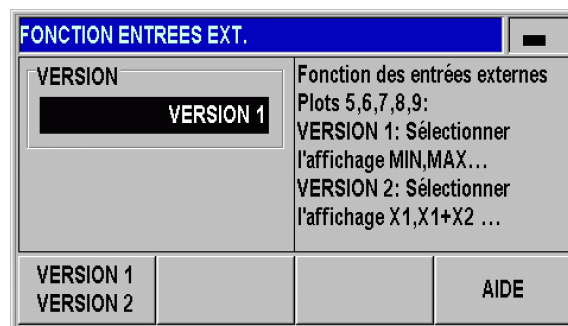 FONCTION ENTREES EXT.
VERSION
VERSION 1
Fonction des entrées externes
Plots 5,6,7,8,9:
VERSION 1: Sélectionner
l'affichage MIN,MAX...
VERSION 2: Sélectionner
l'affichage X1,X1+X2 ...
VERSION 1
VERSION 2
AIDE